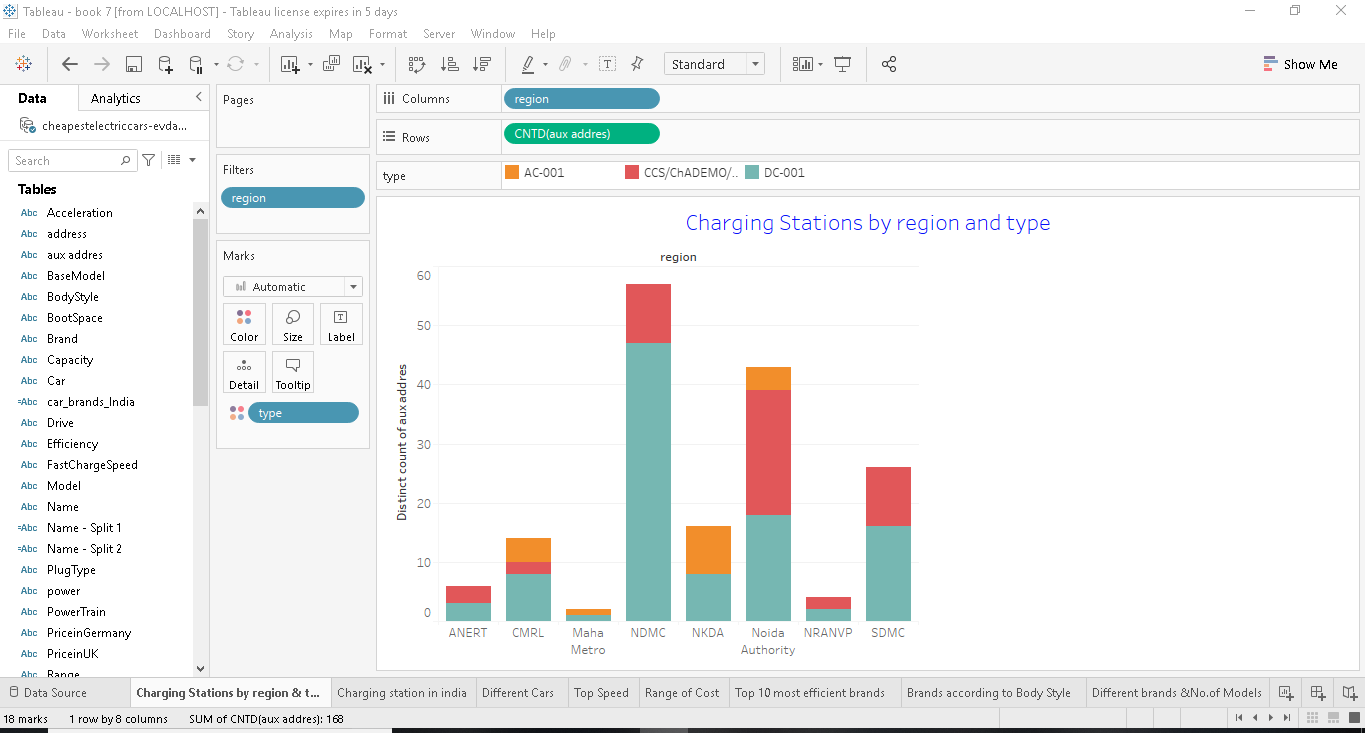 Tableau - book 7 [from LOCALHOST] - Tableau license expires in 5 days
File Data Worksheet Dashboard Story Analysis Map Format Server Window Help
Standard
Show Me
Data Analytics
cheapestelectriccars-evda...
Search
Tables
Abc Acceleration
Abc address
Abc aux addres
Abc BaseModel
Abc BodyStyle
Abc BootSpace
Abc Brand
Abc Capacity
Abc Car
=Abc car_brands_India
Abc Drive
Abc Efficiency
Abc FastChargeSpeed
Abc Model
Abc Name
=Abc Name - Split 1
=Abc Name - Split 2
Abc PlugType
Abc power
Abc PowerTrain
Abc PriceinGermany
Abc PriceinUK
Abc Range
Pages
Filters
region
Marks
Automatic
Color Size Label
Detail Tooltip
type
Columns region
Rows CNTD(aux addres)
type AC-001 CCS/ChADEMO/.. DC-001
Charging Stations by region and type
region
Distinct count of aux addres
60
50
40
30
20
10
0
ANERT CMRL Maha Metro NDMC NKDA Noida Authority NRANVP SDMC
Data Source Charging Stations by region & t... Charging station in india Different Cars Top Speed Range of Cost Top 10 most efficient brands Brands according to Body Style Different brands &No.of Models
18 marks 1 row by 8 columns SUM of CNTD(aux addres): 168